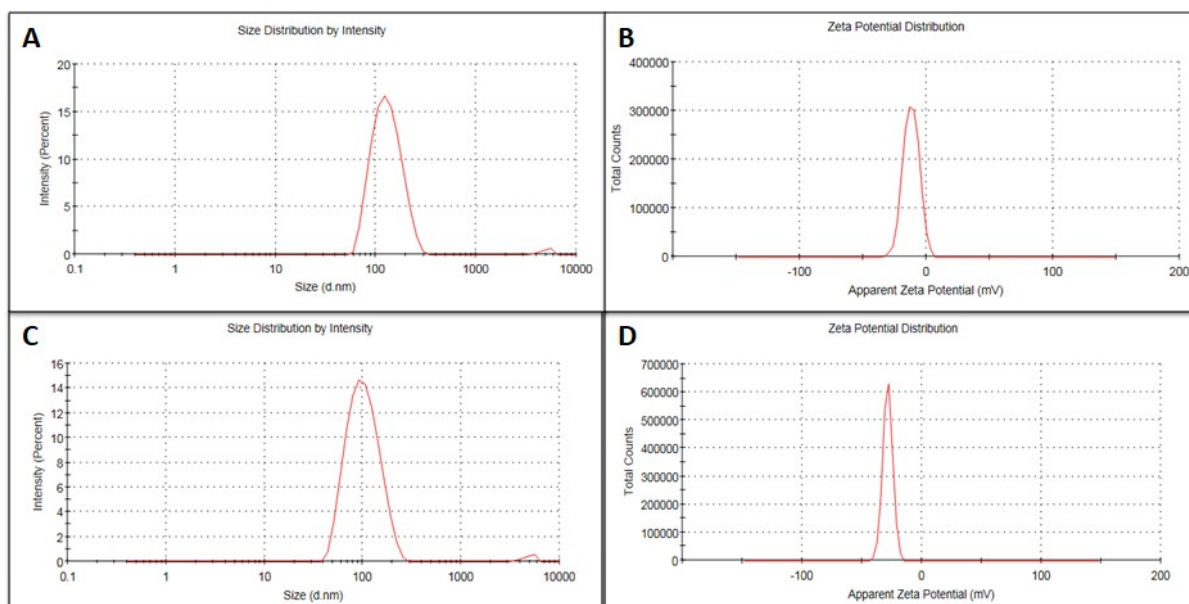 A
Size Distribution by Intensity
Intensity (Percent)
20
15
10
5
0
0.1 1 10 100 1000 10000
Size (d.nm)
B
Zeta Potential Distribution
Total Counts
400000
300000
200000
100000
0
-100 0 100 200
Apparent Zeta Potential (mV)
C
Size Distribution by Intensity
Intensity (Percent)
16
14
12
10
8
6
4
2
0
0.1 1 10 100 1000 10000
Size (d.nm)
D
Zeta Potential Distribution
Total Counts
700000
600000
500000
400000
300000
200000
100000
0
-100 0 100 200
Apparent Zeta Potential (mV)